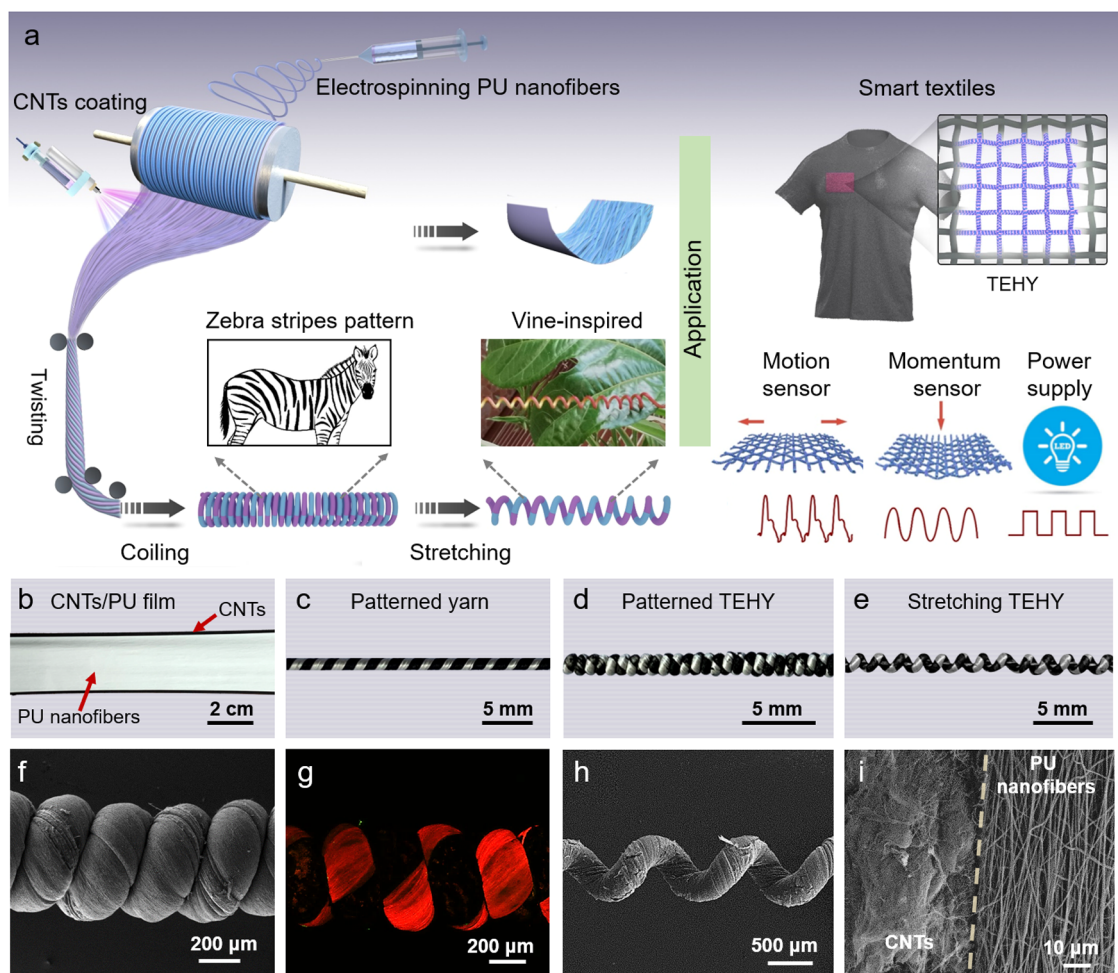 a
Electrospinning PU nanofibers
CNTs coating
Smart textiles
TEHY
Application
Zebra stripes pattern
Vine-inspired
Twisting
Motion
sensor
Momentum
sensor
Power
supply
LED
Coiling
Stretching
b
CNTs/PU film
CNTs
PU nanofibers
2 cm
c
Patterned yarn
5 mm
d
Patterned TEHY
5 mm
e
Stretching TEHY
5 mm
f
200 µm
g
200 µm
h
500 µm
i
PU
nanofibers
CNTs
10 µm